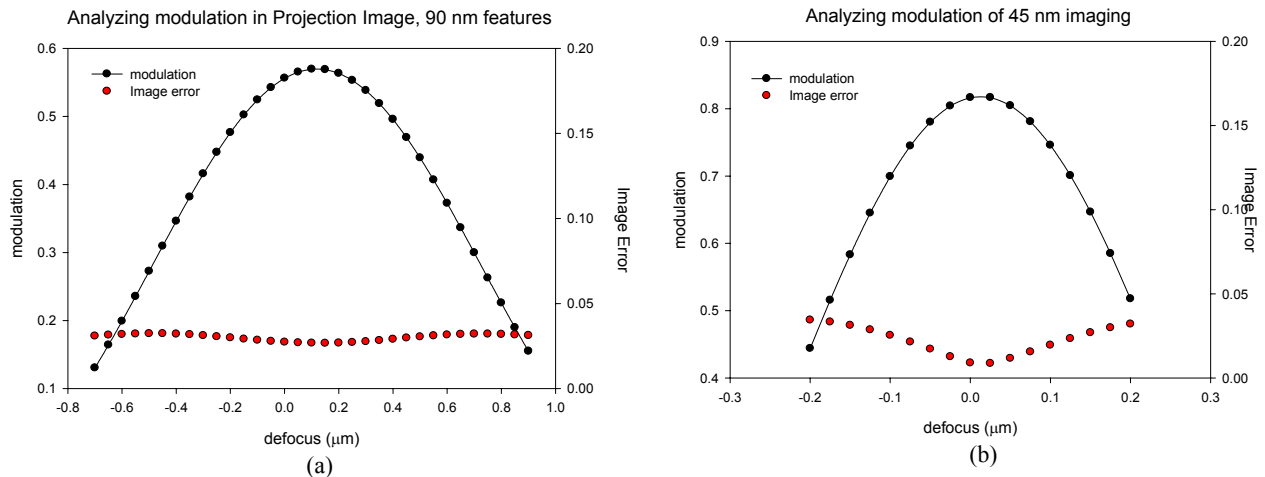 Analyzing modulation in Projection Image, 90 nm features
0.6
0.5
0.4
0.3
0.2
0.1
modulation
0.20
0.15
0.10
0.05
0.00
Image Error
modulation
Image error
-0.8 -0.6 -0.4 -0.2 0.0 0.2 0.4 0.6 0.8 1.0
defocus (μm)
(a)
Analyzing modulation of 45 nm imaging
0.9
0.8
0.7
0.6
0.5
0.4
modulation
0.20
0.15
0.10
0.05
0.00
Image Error
modulation
Image error
-0.3 -0.2 -0.1 0.0 0.1 0.2 0.3
defocus (μm)
(b)